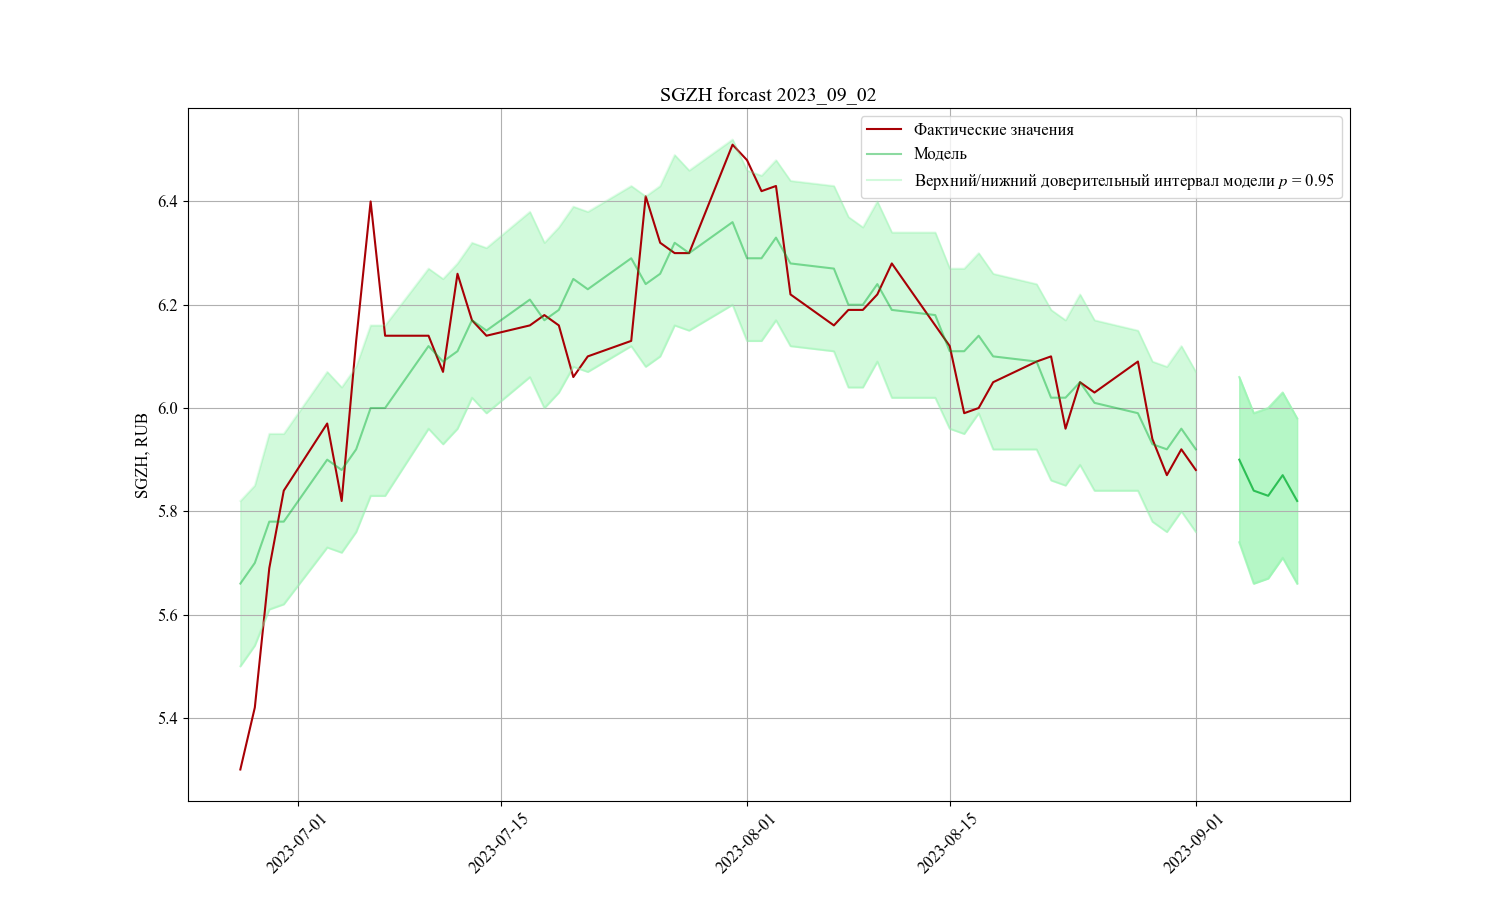 SGZH forcast 2023_09_02
Фактические значения
Модель
Верхний/нижний доверительный интервал модели p = 0.95
SGZH, RUB
6.4
6.2
6.0
5.8
5.6
5.4
2023-07-01
2023-07-15
2023-08-01
2023-08-15
2023-09-01